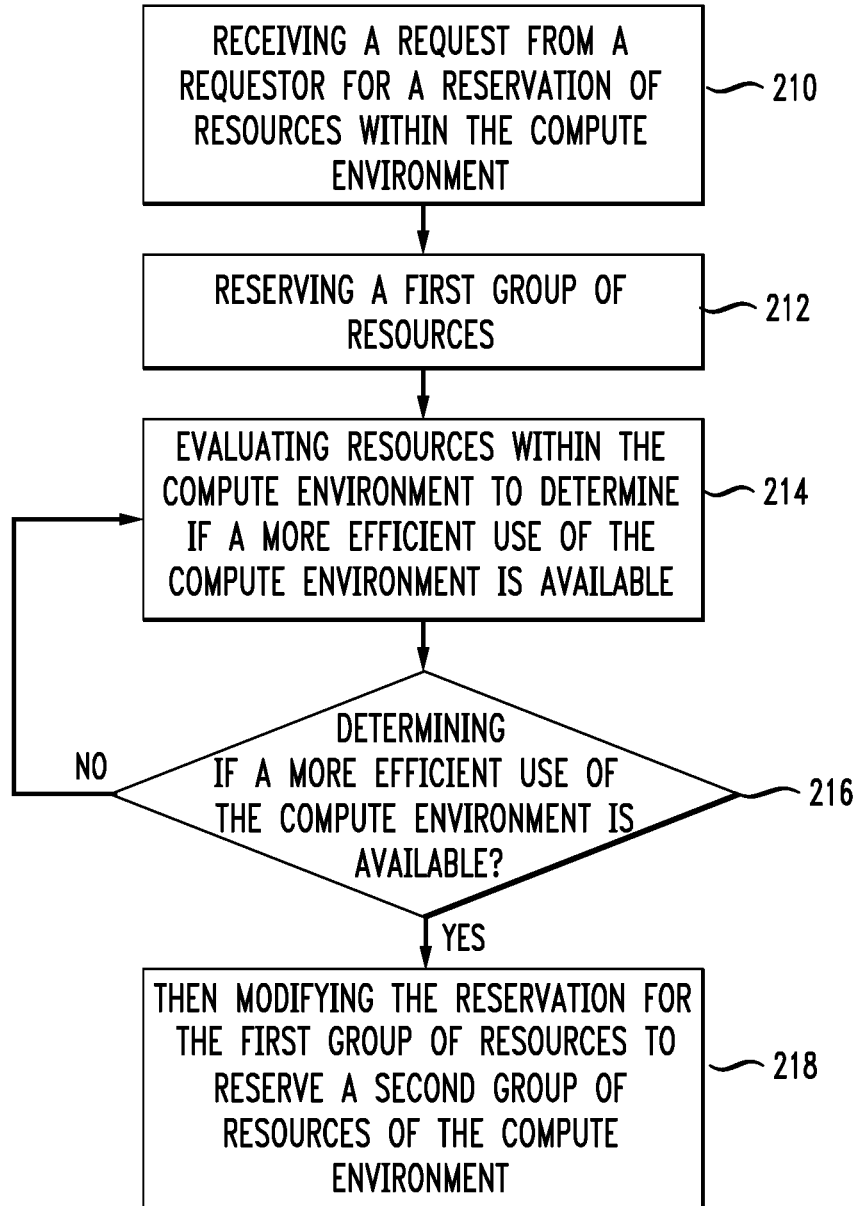 RECEIVING A REQUEST FROM A
REQUESTOR FOR A RESERVATION OF
RESOURCES WITHIN THE COMPUTE
ENVIRONMENT
210
RESERVING A FIRST GROUP OF
RESOURCES
212
EVALUATING RESOURCES WITHIN THE
COMPUTE ENVIRONMENT TO DETERMINE
IF A MORE EFFICIENT USE OF THE
COMPUTE ENVIRONMENT IS AVAILABLE
214
DETERMINING
IF A MORE EFFICIENT USE OF
THE COMPUTE ENVIRONMENT IS
AVAILABLE?
216
NO
YES
THEN MODIFYING THE RESERVATION FOR
THE FIRST GROUP OF RESOURCES TO
RESERVE A SECOND GROUP OF
RESOURCES OF THE COMPUTE
ENVIRONMENT
218